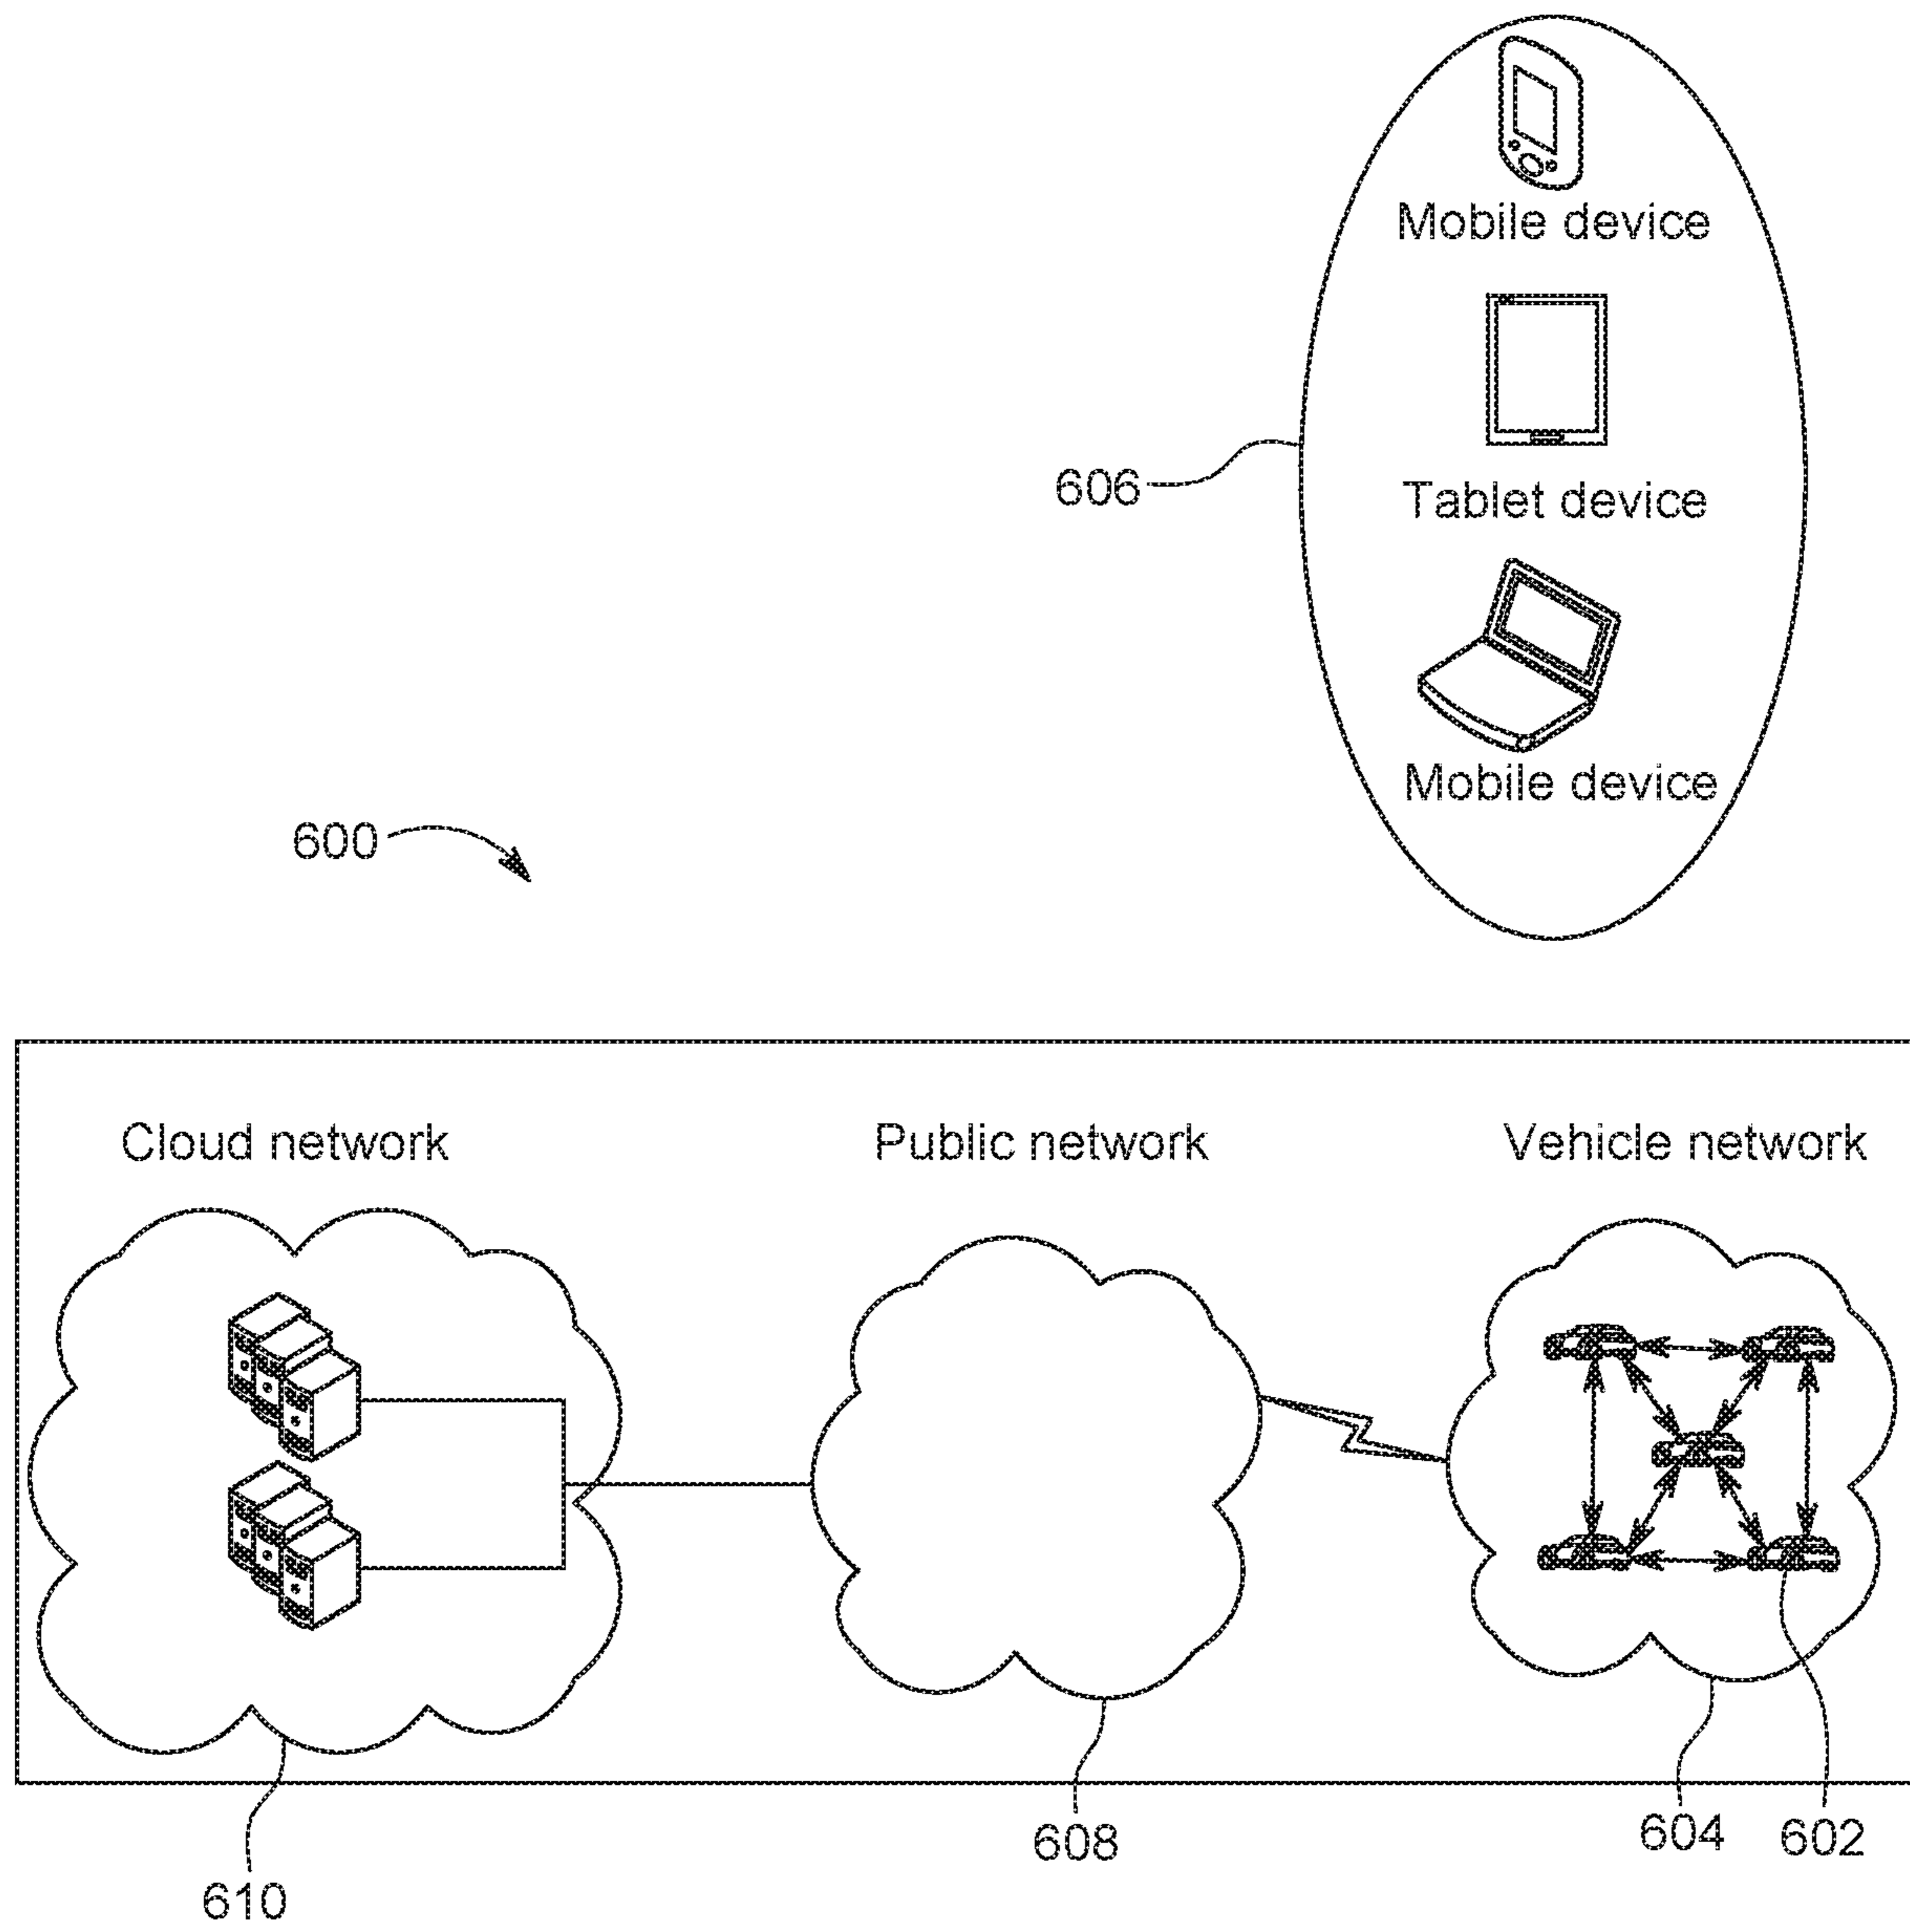 Mobile device
606
Tablet device
Mobile device
600
Cloud network
Public network
Vehicle network
610
608
604
602